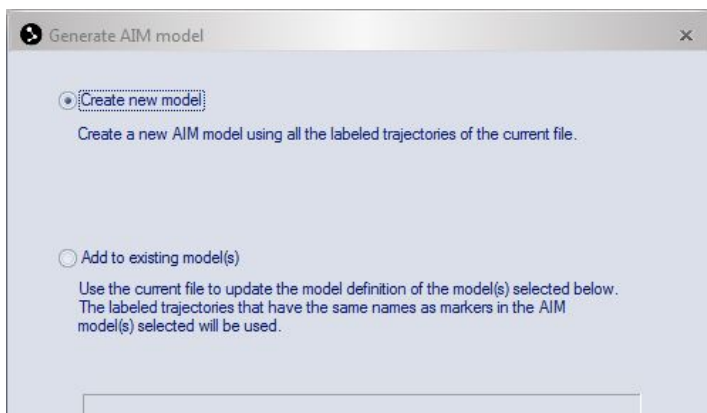 Generate AIM model
Create new model
Create a new AIM model using all the labeled trajectories of the current file.
Add to existing model(s)
Use the current file to update the model definition of the model(s) selected below.
The labeled trajectories that have the same names as markers in the AIM
model(s) selected will be used.